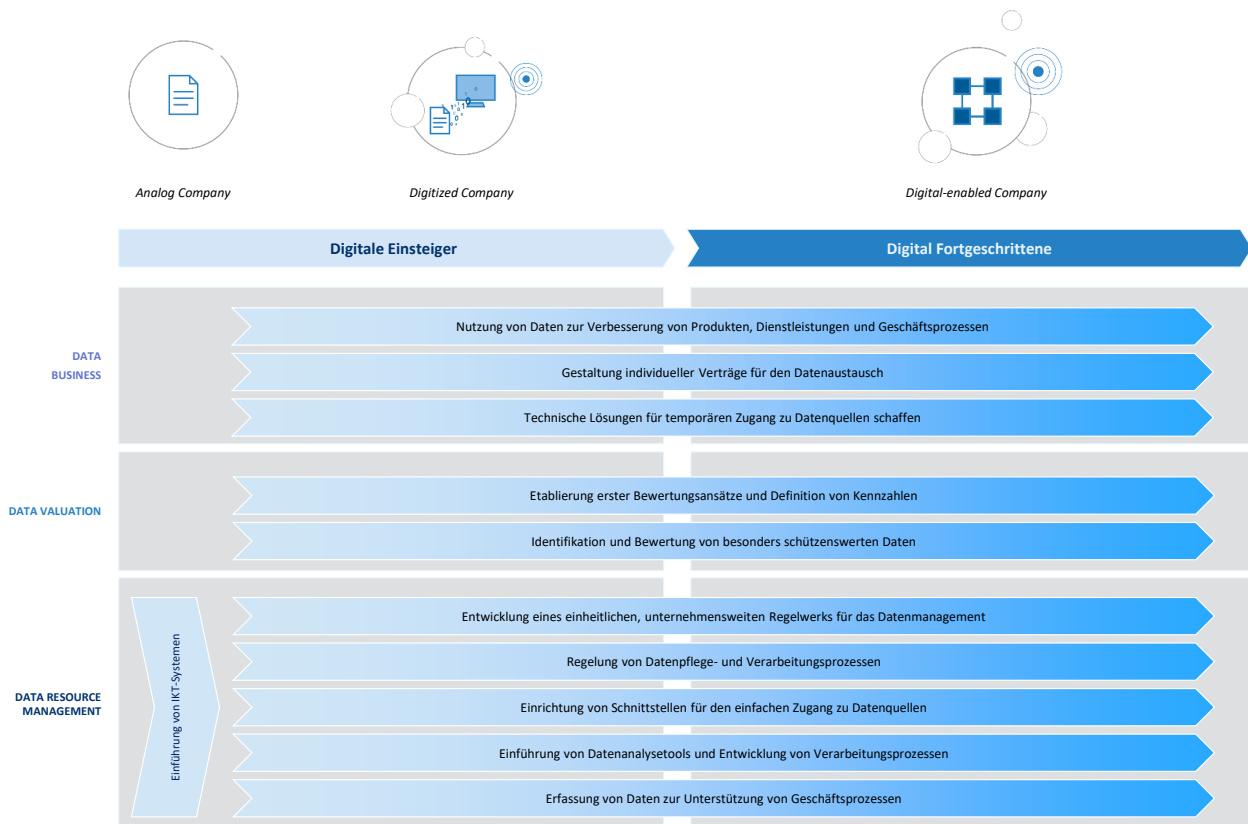 Analog Company
Digitized Company
Digital-enabled Company
Digitale Einsteiger
Digital Fortgeschrittene
DATA
BUSINESS
Nutzung von Daten zur Verbesserung von Produkten, Dienstleistungen und Geschäftsprozessen
Gestaltung individueller Verträge für den Datenaustausch
Technische Lösungen für temporären Zugang zu Datenquellen schaffen
DATA VALUATION
Etablierung erster Bewertungsansätze und Definition von Kennzahlen
Identifikation und Bewertung von besonders schützenswerten Daten
DATA RESOURCE
MANAGEMENT
Einführung von IKT-Systemen
Entwicklung eines einheitlichen, unternehmensweiten Regelwerks für das Datenmanagement
Regelung von Datenpflege- und Verarbeitungsprozessen
Einrichtung von Schnittstellen für den einfachen Zugang zu Datenquellen
Einführung von Datenanalysetools und Entwicklung von Verarbeitungsprozessen
Erfassung von Daten zur Unterstützung von Geschäftsprozessen